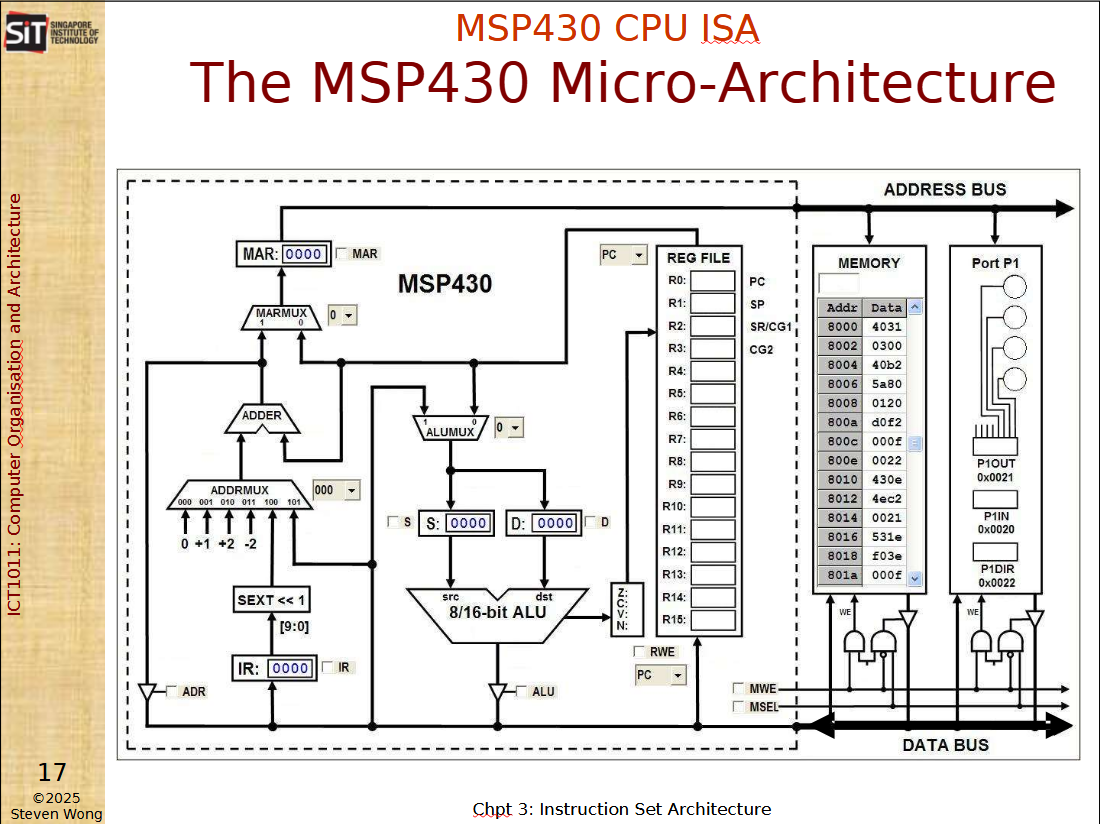 SiT
SINGAPORE
INSTITUTE OF
TECHNOLOGY
MSP430 CPU ISA
The MSP430 Micro-Architecture
ICT1011: Computer Organisation and Architecture
ADDRESS BUS
MAR: 0000 MAR
MSP430
MARMUX
1 0
0
ADDER
ADDRMUX
000 001 010 011 100 101
000
0 +1 +2 -2
SEXT << 1
[9:0]
IR: 0000 IR
ADR
1 0
ALUMUX
0
S S: 0000
D: 0000 D
src dst
8/16-bit ALU
ALU
Z:
C:
V:
N:
PC
REG FILE
R0: PC
R1: SP
R2: SR/CG1
R3: CG2
R4:
R5:
R6:
R7:
R8:
R9:
R10:
R11:
R12:
R13:
R14:
R15:
RWE
PC
MWE
MSEL
MEMORY
Addr Data
8000 4031
8002 0300
8004 40b2
8006 5a80
8008 0120
800a d0f2
800c 000f
800e 0022
8010 430e
8012 4ec2
8014 0021
8016 531e
8018 f03e
801a 000f
WE
Port P1
P1OUT
0x0021
P1IN
0x0020
P1DIR
0x0022
WE
DATA BUS
17
©2025
Steven Wong
Chpt 3: Instruction Set Architecture